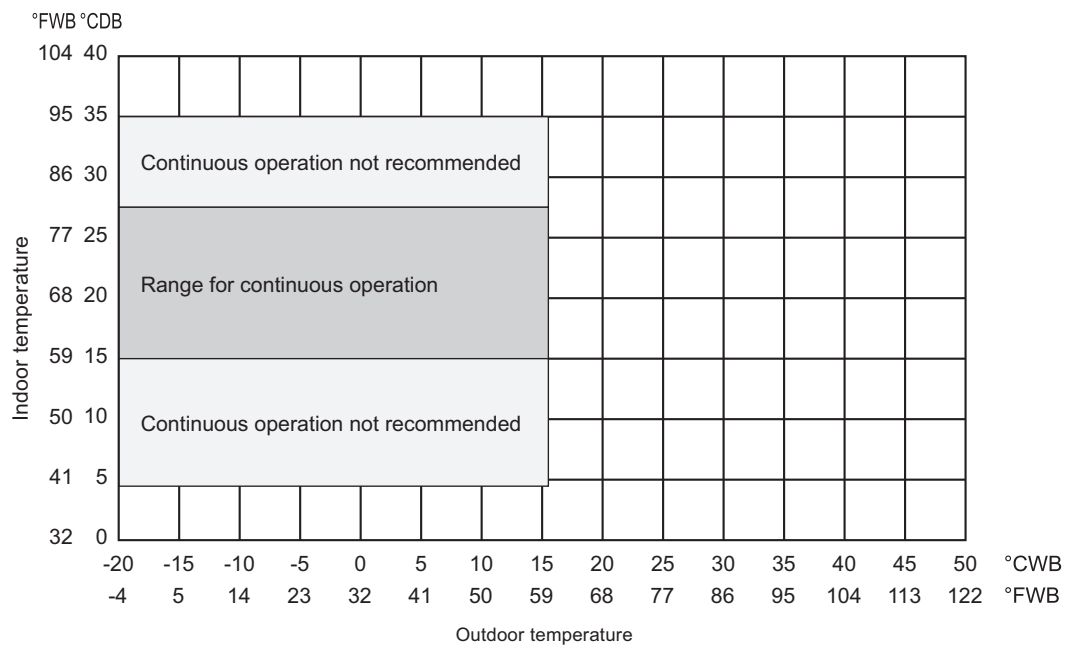 °FWB °CDB
104 40
95 35
Continuous operation not recommended
86 30
77 25
Range for continuous operation
68 20
59 15
50 10
Continuous operation not recommended
41 5
32 0
Indoor temperature
-20 -15 -10 -5 0 5 10 15 20 25 30 35 40 45 50 °CWB
-4 5 14 23 32 41 50 59 68 77 86 95 104 113 122 °FWB
Outdoor temperature